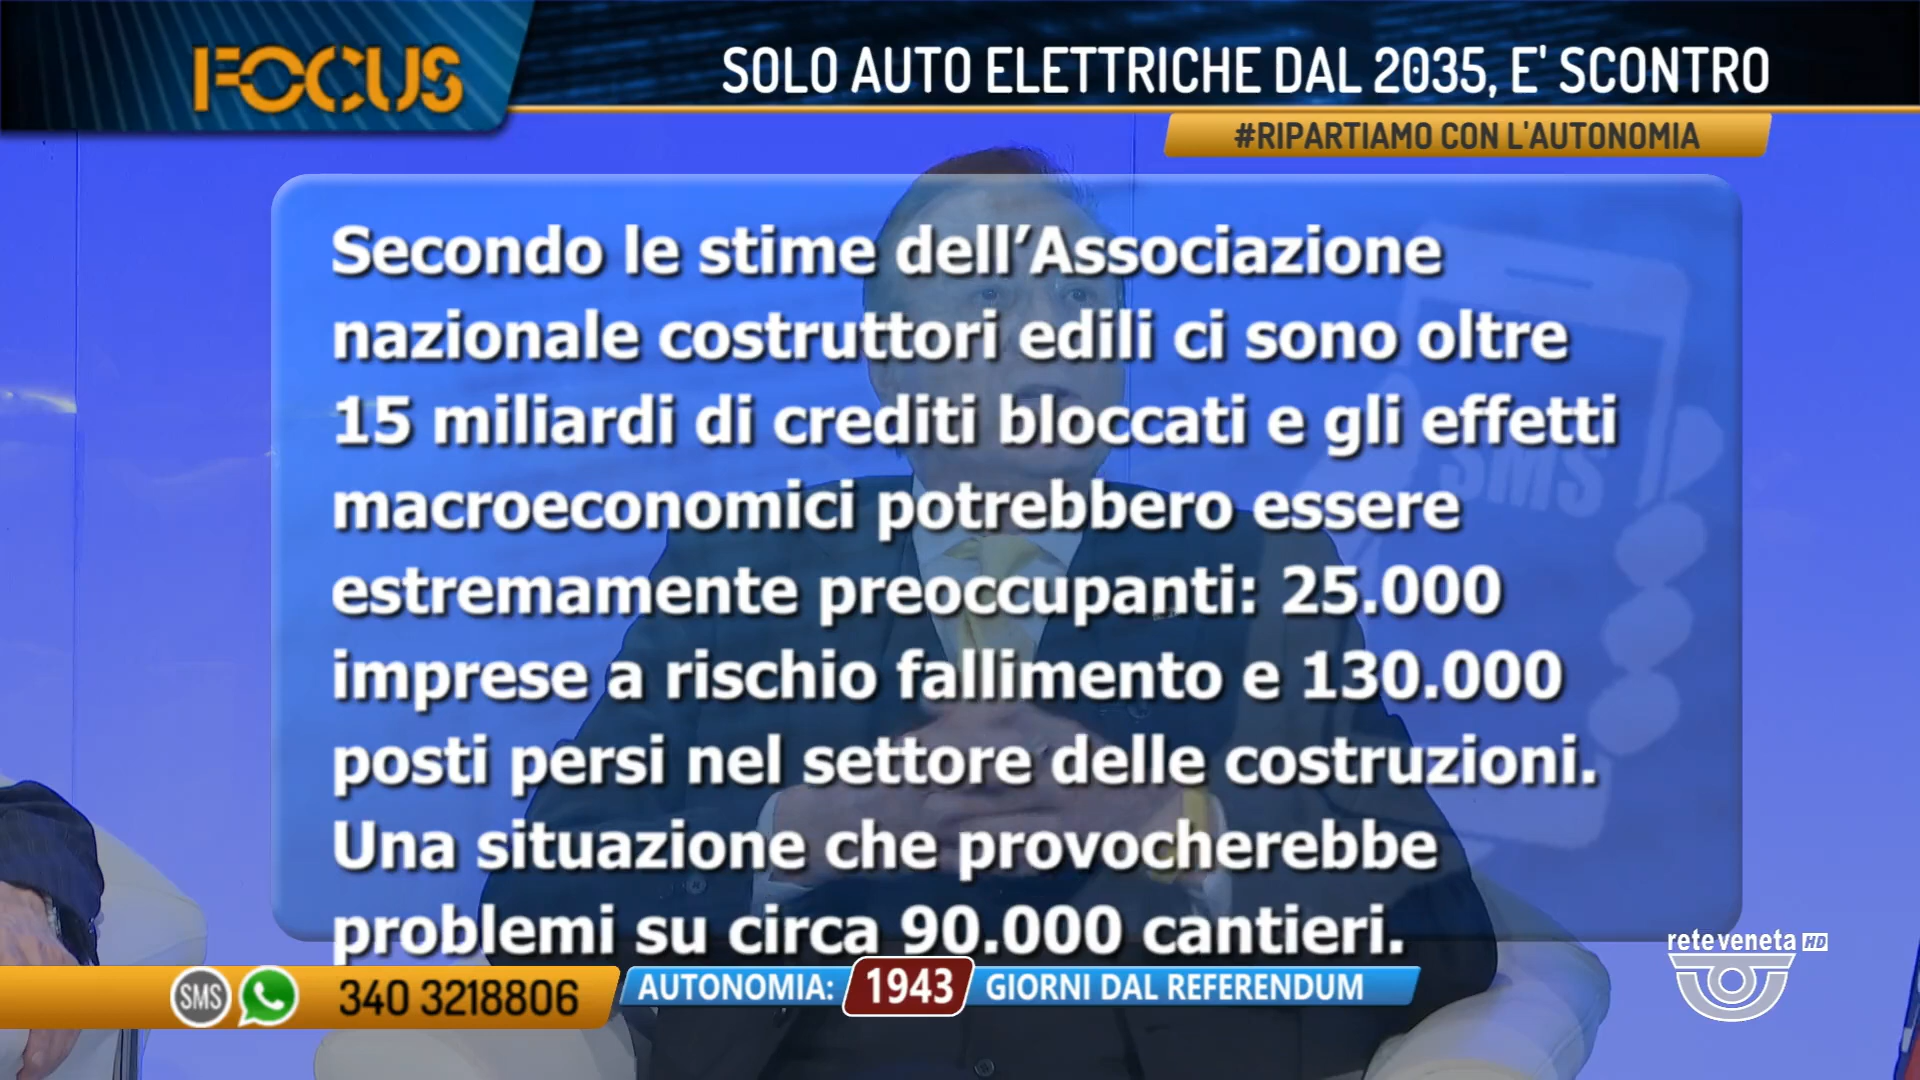 FOCUS
SOLO AUTO ELETTRICHE DAL 2035, E' SCONTRO
#RIPARTIAMO CON L'AUTONOMIA
Secondo le stime dell’Associazione
nazionale costruttori edili ci sono oltre
15 miliardi di crediti bloccati e gli effetti
macroeconomici potrebbero essere
estremamente preoccupanti: 25.000
imprese a rischio fallimento e 130.000
posti persi nel settore delle costruzioni.
Una situazione che provocherebbe
problemi su circa 90.000 cantieri.
SMS
reteveneta HD
SMS 340 3218806
AUTONOMIA: 1943 GIORNI DAL REFERENDUM